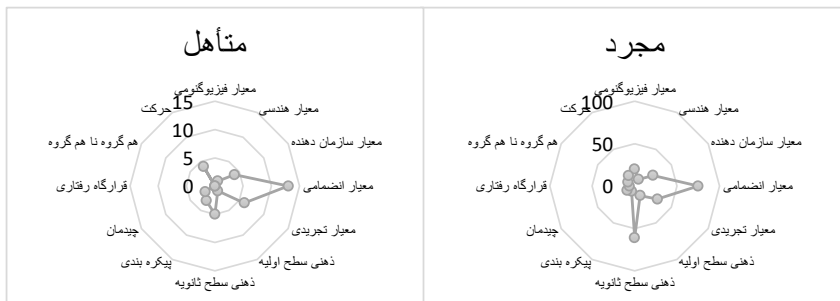 مجرد
معیار فیزیوگنومی
معیار هندسی
معیار سازمان دهنده
معیار انضمامی
معیار تجریدی
ذهنی سطح اولیه
ذهنی سطح ثانویه
پیکره بندی
چیدمان
قرارگاه رفتاری
هم گروه نا هم گروه
حرکت
100
50
0
متأهل
معیار فیزیوگنومی
معیار هندسی
معیار سازمان دهنده
معیار انضمامی
معیار تجریدی
ذهنی سطح اولیه
ذهنی سطح ثانویه
پیکره بندی
چیدمان
قرارگاه رفتاری
هم گروه نا هم گروه
حرکت
15
10
5
0